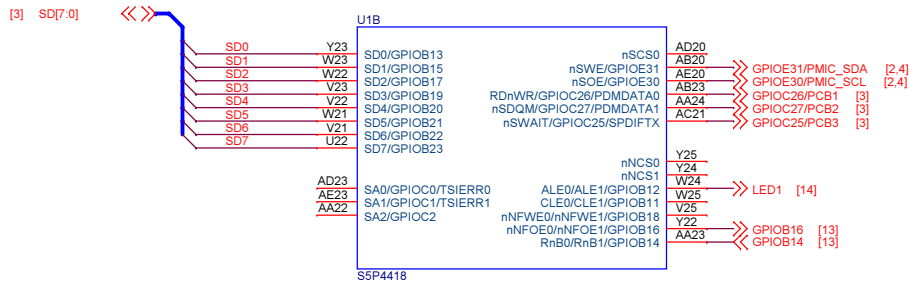 [3] SD[7:0]
U1B
SD0 Y23 SD0/GPIOB13
SD1 W23 SD1/GPIOB15
SD2 W22 SD2/GPIOB17
SD3 V23 SD3/GPIOB19
SD4 V22 SD4/GPIOB20
SD5 W21 SD5/GPIOB21
SD6 V21 SD6/GPIOB22
SD7 U22 SD7/GPIOB23
AD23 SA0/GPIOC0/TSIERR0
AE23 SA1/GPIOC1/TSIERR1
AA22 SA2/GPIOC2
nSCS0 AD20
nSWE/GPIOE31 AB20 GPIOE31/PMIC_SDA [2,4]
nSOE/GPIOE30 AE20 GPIOE30/PMIC_SCL [2,4]
RDnWR/GPIOC26/PDMDATA0 AB23 GPIOC26/PCB1 [3]
nSDQM/GPIOC27/PDMDATA1 AA24 GPIOC27/PCB2 [3]
nSWAIT/GPIOC25/SPDIFTX AC21 GPIOC25/PCB3 [3]
nNCS0 Y25
nNCS1 Y24
ALE0/ALE1/GPIOB12 W24 LED1 [14]
CLE0/CLE1/GPIOB11 W25
nNFWE0/nNFWE1/GPIOB18 V25
nNFOE0/nNFOE1/GPIOB16 Y22 GPIOB16 [13]
RnB0/RnB1/GPIOB14 AA23 GPIOB14 [13]
S5P4418